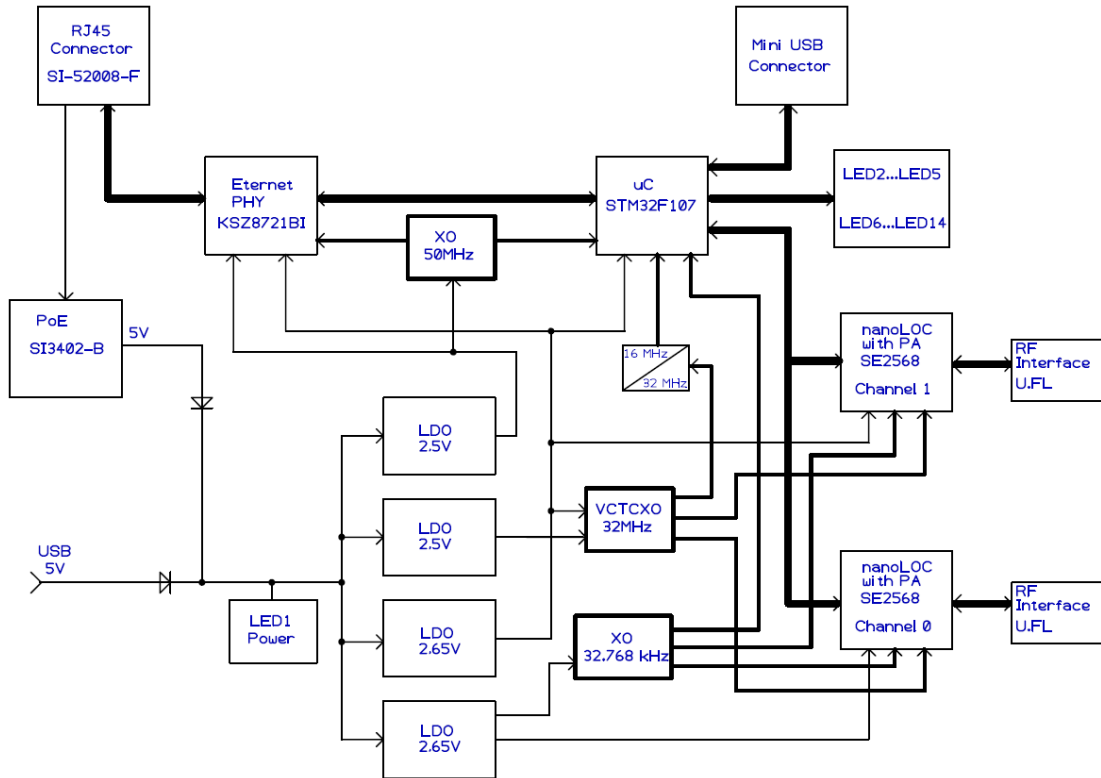 RJ45
Connector
SI-52008-F
Mini USB
Connector
Eternet
PHY
KSZ8721BI
uC
STM32F107
LED2...LED5
LED6...LED14
XO
50MHz
PoE
SI3402-B
5V
16 MHz
32 MHz
nanoLOC
with PA
SE2568
Channel 1
RF
Interface
U.FL
LDO
2.5V
VCTCXO
32MHz
LDO
2.5V
USB
5V
LED1
Power
LDO
2.65V
XO
32.768 kHz
nanoLOC
with PA
SE2568
Channel 0
RF
Interface
U.FL
LDO
2.65V